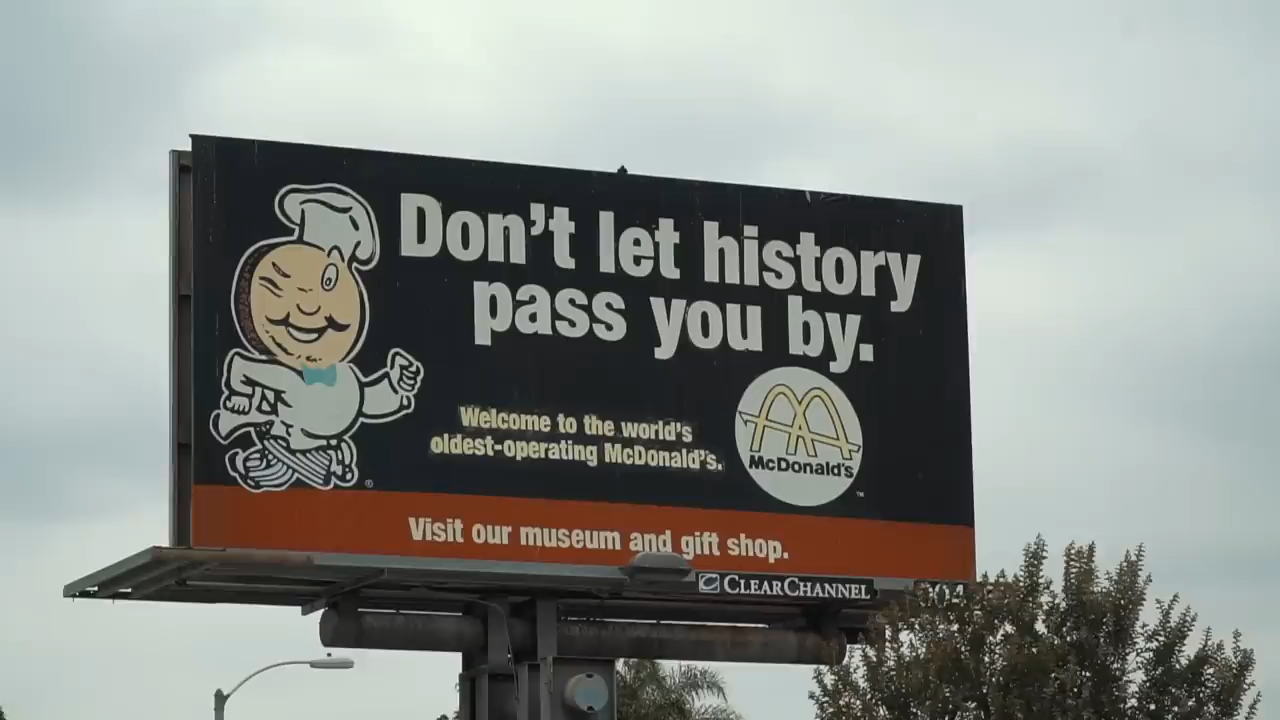 Don't let history
pass you by.
Welcome to the world's
oldest-operating McDonald's.
McDonald's
™
®
Visit our museum and gift shop.
CLEARCHANNEL